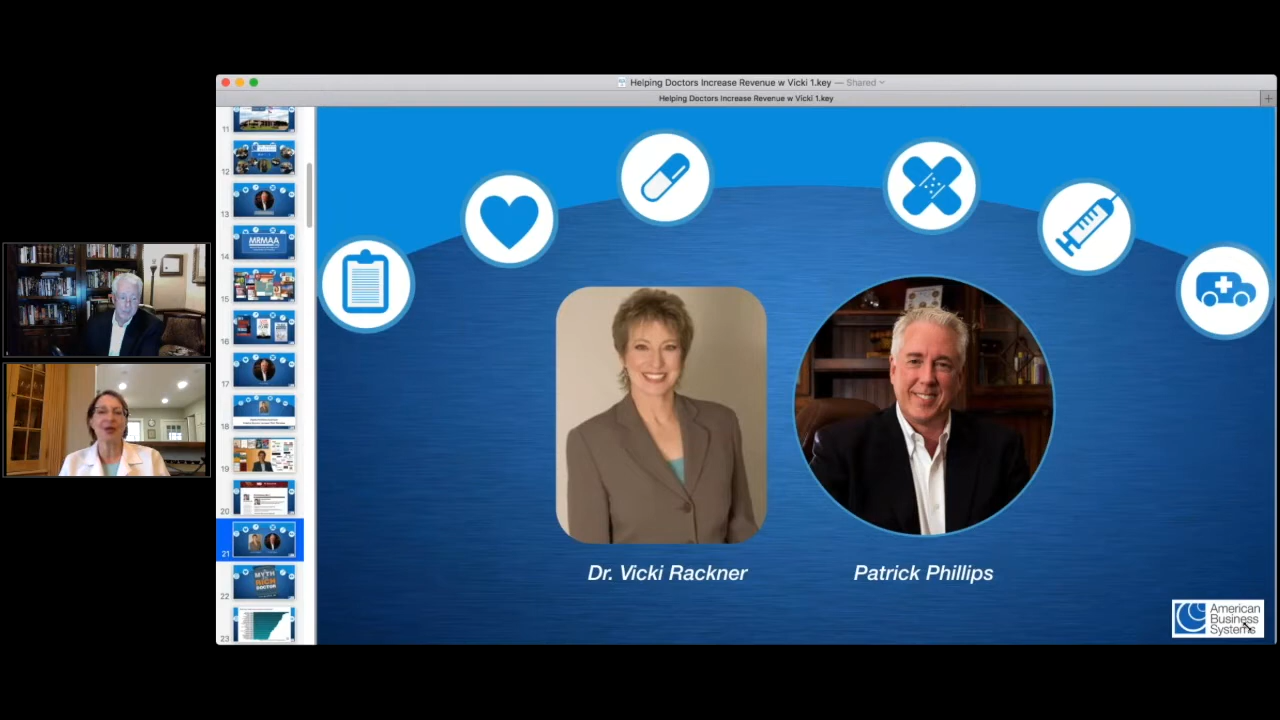 Helping Doctors Increase Revenue w Vicki 1.key — Shared
Helping Doctors Increase Revenue w Vicki 1.key
11
12
13
14
MRMAA
15
16
17
18
19
20
21
22
MYTH
RICH
DOCTOR
23
Dr. Vicki Rackner
Patrick Phillips
American
Business
Systems